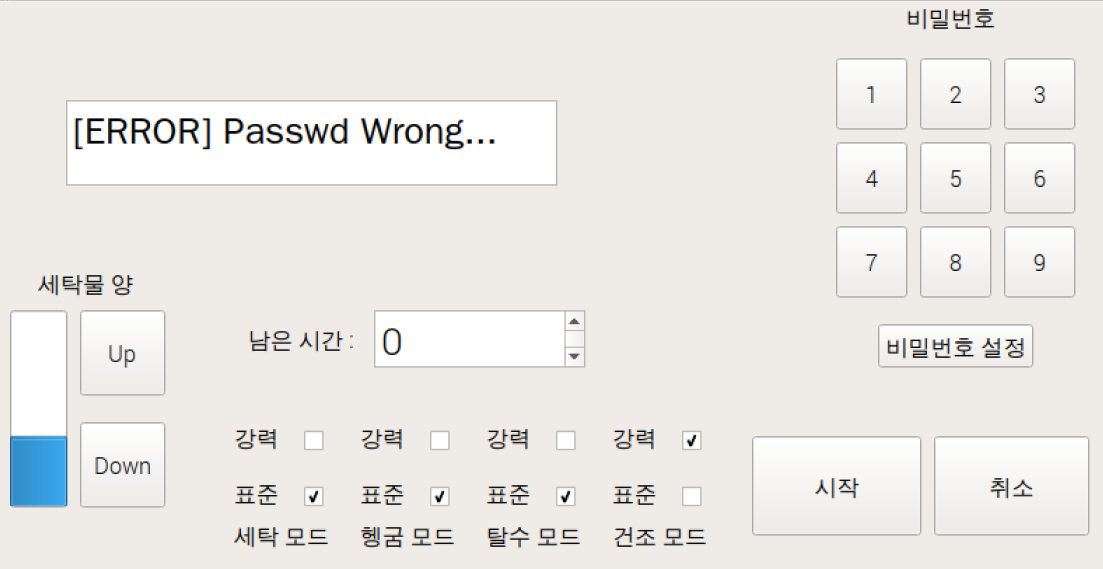 비밀번호
[ERROR] Passwd Wrong...
1 2 3
4 5 6
7 8 9
비밀번호 설정
세탁물 양
Up
Down
남은 시간 : 0
강력 강력 강력 강력
표준 표준 표준 표준
세탁 모드 헹굼 모드 탈수 모드 건조 모드
시작 취소